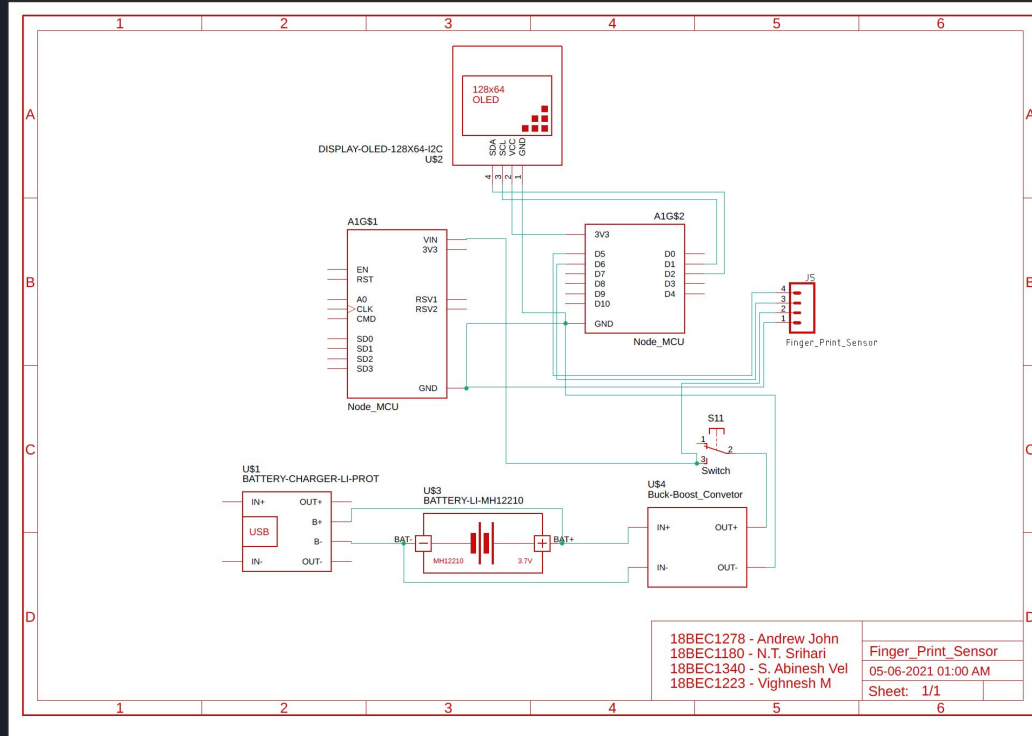 1 2 3 4 5 6
A
A
B
B
C
C
D
D
128x64
OLED
SDA
SCL
VCC
GND
4
3
2
1
DISPLAY-OLED-128X64-I2C
U$2
A1G$1
VIN
3V3
EN
RST
A0
CLK
CMD
RSV1
RSV2
SD0
SD1
SD2
SD3
GND
Node_MCU
A1G$2
3V3
D5
D6
D7
D8
D9
D10
D0
D1
D2
D3
D4
GND
Node_MCU
J5
4
3
2
1
Finger_Print_Sensor
S11
1
2
3
Switch
U$1
BATTERY-CHARGER-LI-PROT
IN+
OUT+
B+
USB
B-
IN-
OUT-
U$3
BATTERY-LI-MH12210
BAT-
BAT+
MH12210
3.7V
U$4
Buck-Boost_Convetor
IN+
OUT+
IN-
OUT-
18BEC1278 - Andrew John
18BEC1180 - N.T. Srihari
18BEC1340 - S. Abinesh Vel
18BEC1223 - Vighnesh M
Finger_Print_Sensor
05-06-2021 01:00 AM
Sheet: 1/1
1 2 3 4 5 6